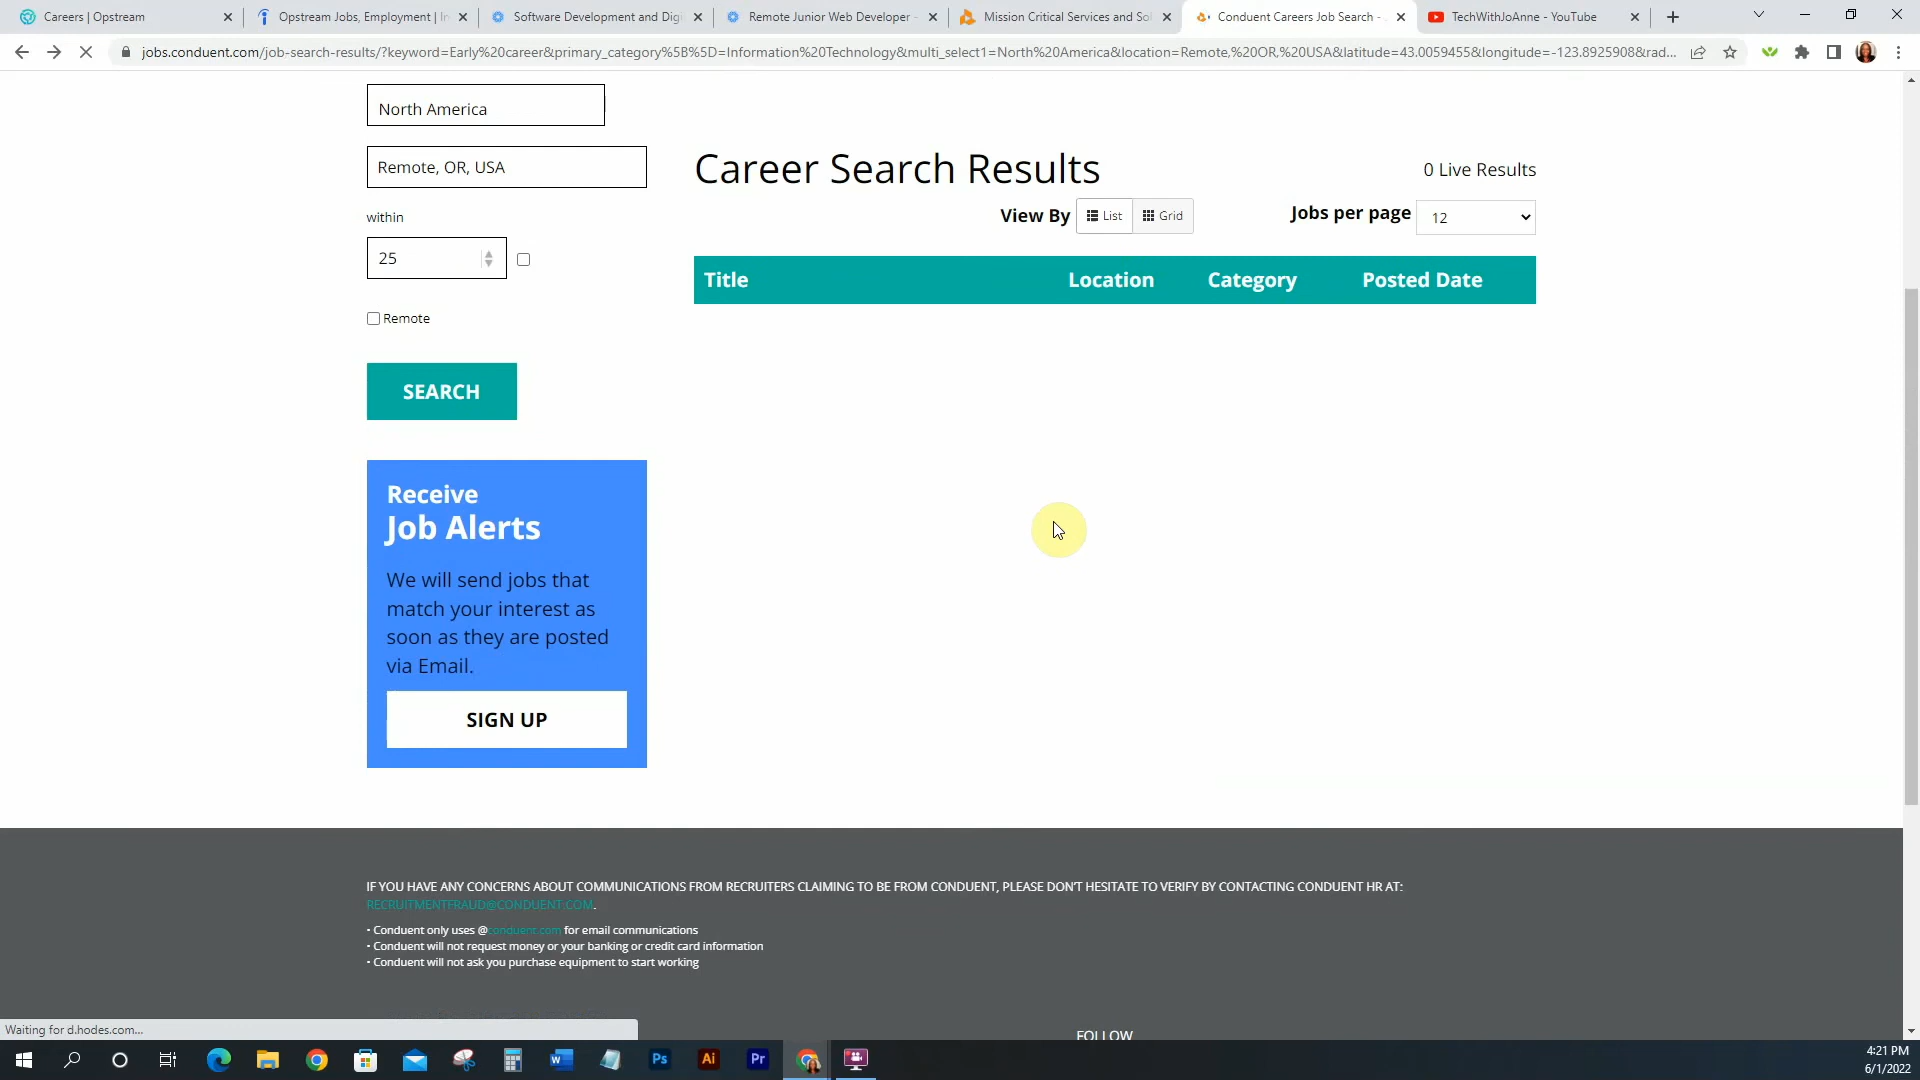 Careers | Opstream
Opstream Jobs, Employment | In
Software Development and Digi
Remote Junior Web Developer -
Mission Critical Services and Sol
Conduent Careers Job Search -
TechWithJoAnne - YouTube
jobs.conduent.com/job-search-results/?keyword=Early%20career&primary_category%5B%5D=Information%20Technology&multi_select1=North%20America&location=Remote,%20OR,%20USA&latitude=43.0059455&longitude=-123.8925908&rad...
North America
Remote, OR, USA
within
25
Remote
SEARCH
Career Search Results
0 Live Results
View By List Grid
Jobs per page 12
Title Location Category Posted Date
Receive
Job Alerts
We will send jobs that
match your interest as
soon as they are posted
via Email.
SIGN UP
IF YOU HAVE ANY CONCERNS ABOUT COMMUNICATIONS FROM RECRUITERS CLAIMING TO BE FROM CONDUENT, PLEASE DON'T HESITATE TO VERIFY BY CONTACTING CONDUENT HR AT:
RECRUITMENTFRAUD@CONDUENT.COM.
• Conduent only uses @conduent.com for email communications
• Conduent will not request money or your banking or credit card information
• Conduent will not ask you purchase equipment to start working
FOLLOW
Waiting for d.hodes.com...
W
Ps
Ai
Pr
4:21 PM
6/1/2022